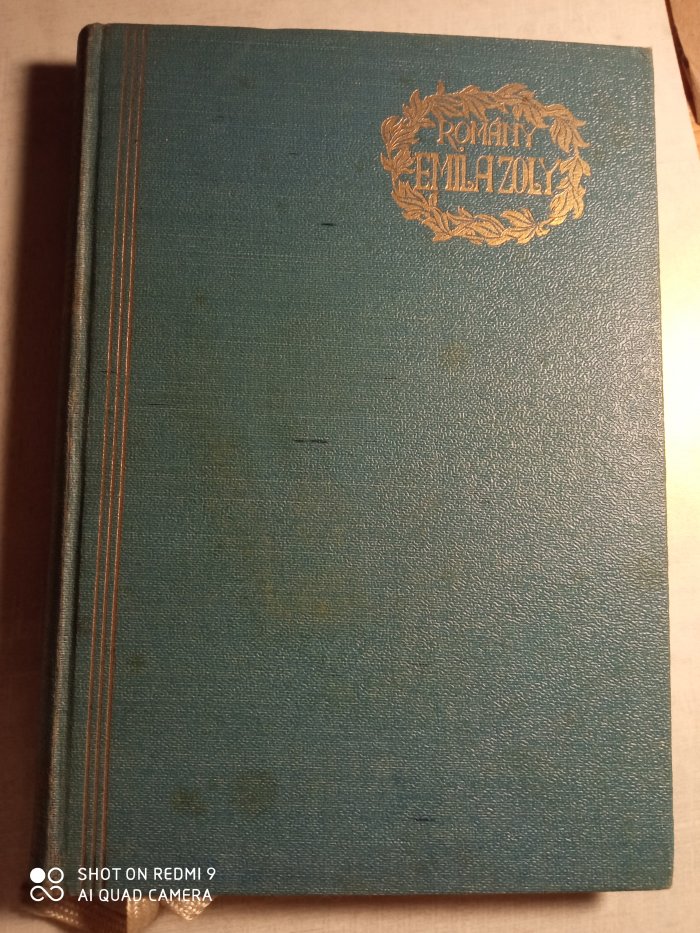 ROMÁNY
EMILA ZOLY
SHOT ON REDMI 9
AI QUAD CAMERA